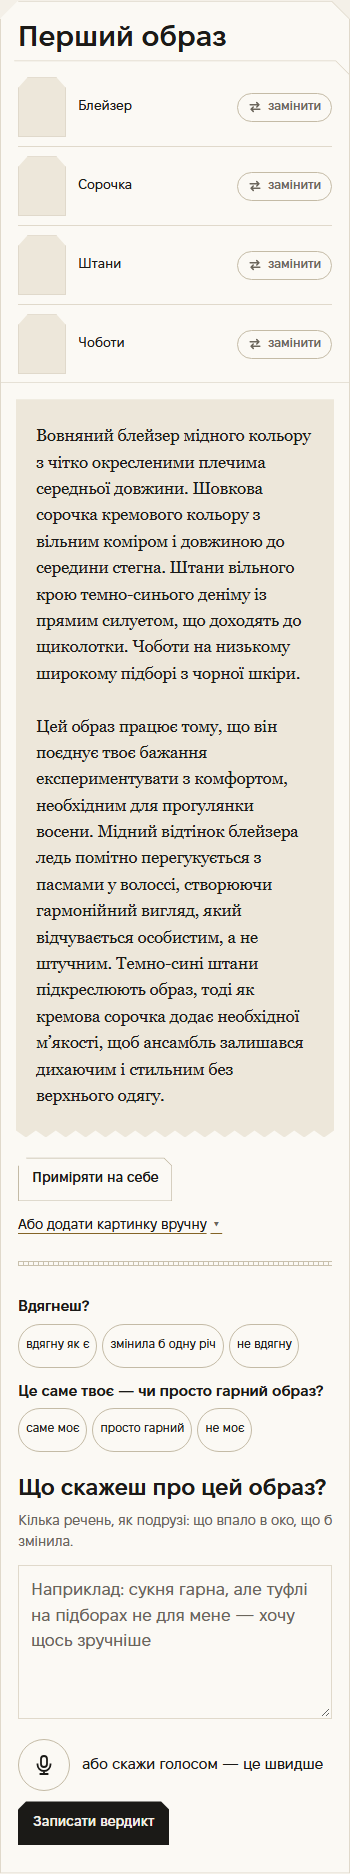 Перший образ
Блейзер
замінити
Сорочка
замінити
Штани
замінити
Чоботи
замінити
Вовняний блейзер мідного кольору
з чітко окресленими плечима
середньої довжини. Шовкова
сорочка кремового кольору з
вільним коміром і довжиною до
середини стегна. Штани вільного
крою темно-синього деніму із
прямим силуетом, що доходять до
щиколотки. Чоботи на низькому
широкому підборі з чорної шкіри.
Цей образ працює тому, що він
поєднує твоє бажання
експериментувати з комфортом,
необхідним для прогулянки
восени. Мідний відтінок блейзера
ледь помітно перегукується з
пасмами у волоссі, створюючи
гармонійний вигляд, який
відчувається особистим, а не
штучним. Темно-сині штани
підкреслюють образ, тоді як
кремова сорочка додає необхідної
м’якості, щоб ансамбль залишався
дихаючим і стильним без
верхнього одягу.
Приміряти на себе
Або додати картинку вручну
Вдягнеш?
вдягну як є
змінила б одну річ
не вдягну
Це саме твоє — чи просто гарний образ?
саме моє
просто гарний
не моє
Що скажеш про цей образ?
Кілька речень, як подрузі: що впало в око, що б
змінила.
Наприклад: сукня гарна, але туфлі
на підборах не для мене — хочу
щось зручніше
або скажи голосом — це швидше
Записати вердикт